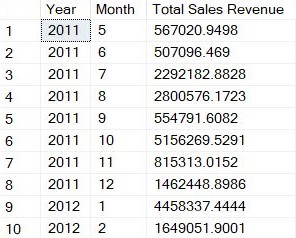 Year Month Total Sales Revenue
1 2011 5 567020.9498
2 2011 6 507096.469
3 2011 7 2292182.8828
4 2011 8 2800576.1723
5 2011 9 554791.6082
6 2011 10 5156269.5291
7 2011 11 815313.0152
8 2011 12 1462448.8986
9 2012 1 4458337.4444
10 2012 2 1649051.9001